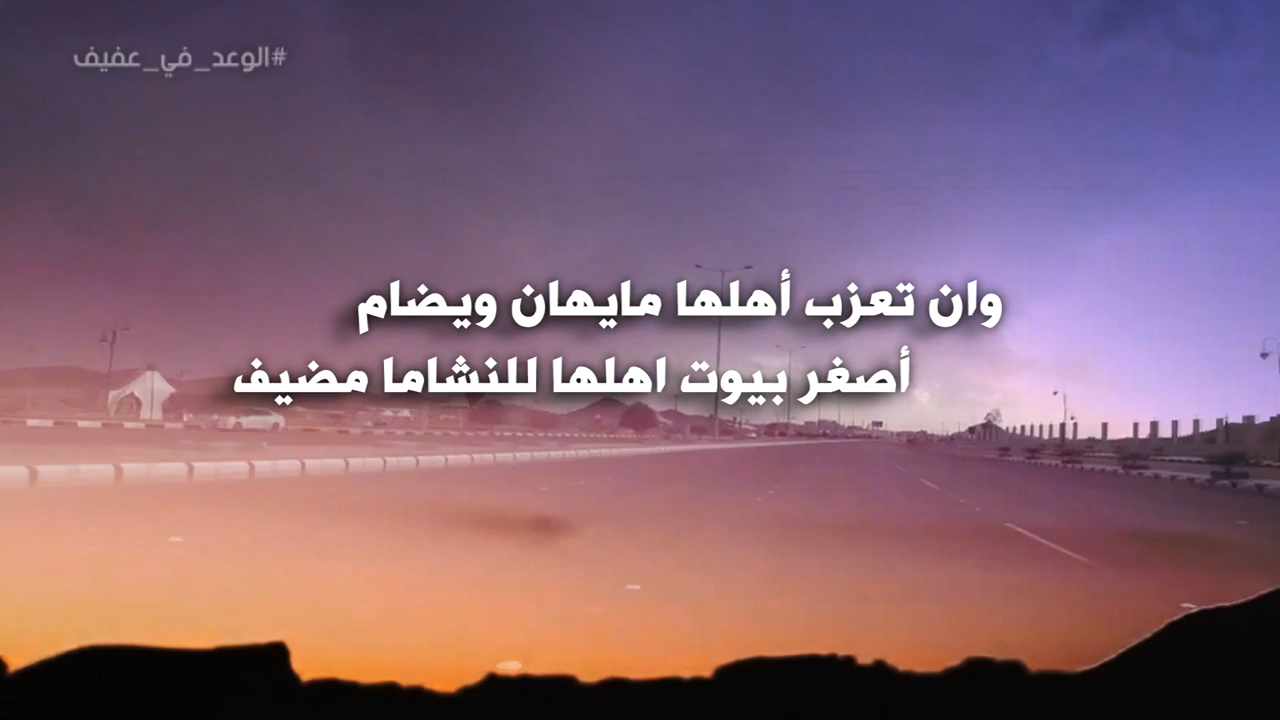 #الوعد_في_عفيف
وان تعزب أهلها مايهان ويضام
أصغر بيوت اهلها للنشاما مضيف